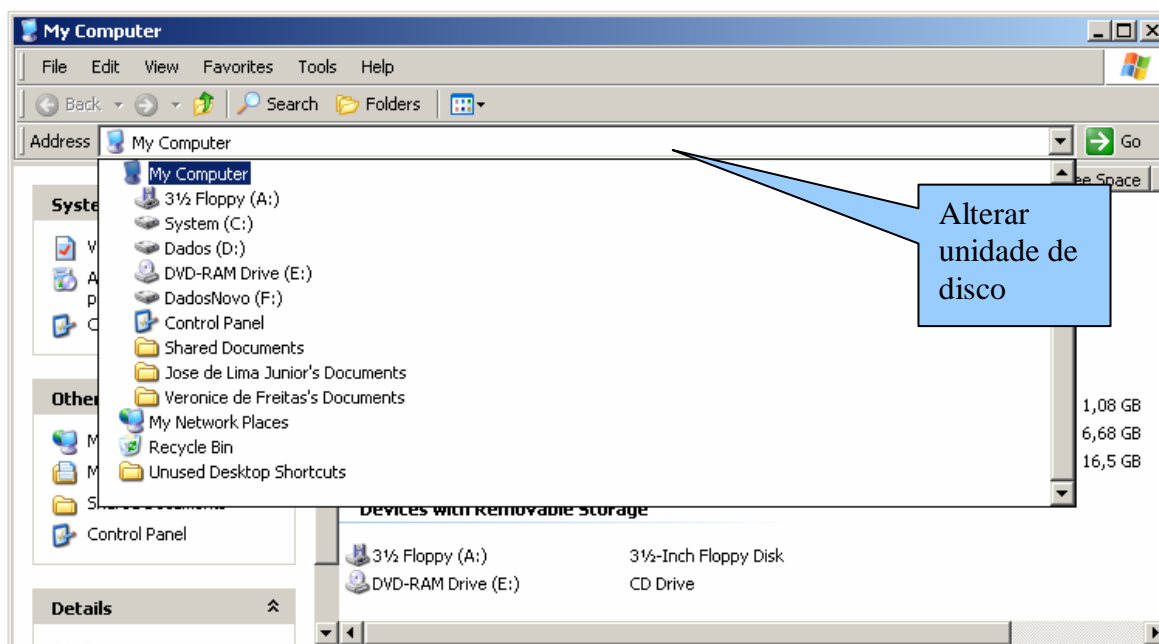 My Computer
File Edit View Favorites Tools Help
Back Search Folders
Address My Computer Go
My Computer
3½ Floppy (A:)
System (C:)
Dados (D:)
DVD-RAM Drive (E:)
DadosNovo (F:)
Control Panel
Shared Documents
Jose de Lima Junior's Documents
Veronice de Freitas's Documents
My Network Places
Recycle Bin
Unused Desktop Shortcuts
Alterar
unidade de
disco
Space
1,08 GB
6,68 GB
16,5 GB
Control Panel
Devices with Removable Storage
3½ Floppy (A:) 3½-Inch Floppy Disk
DVD-RAM Drive (E:) CD Drive
Details